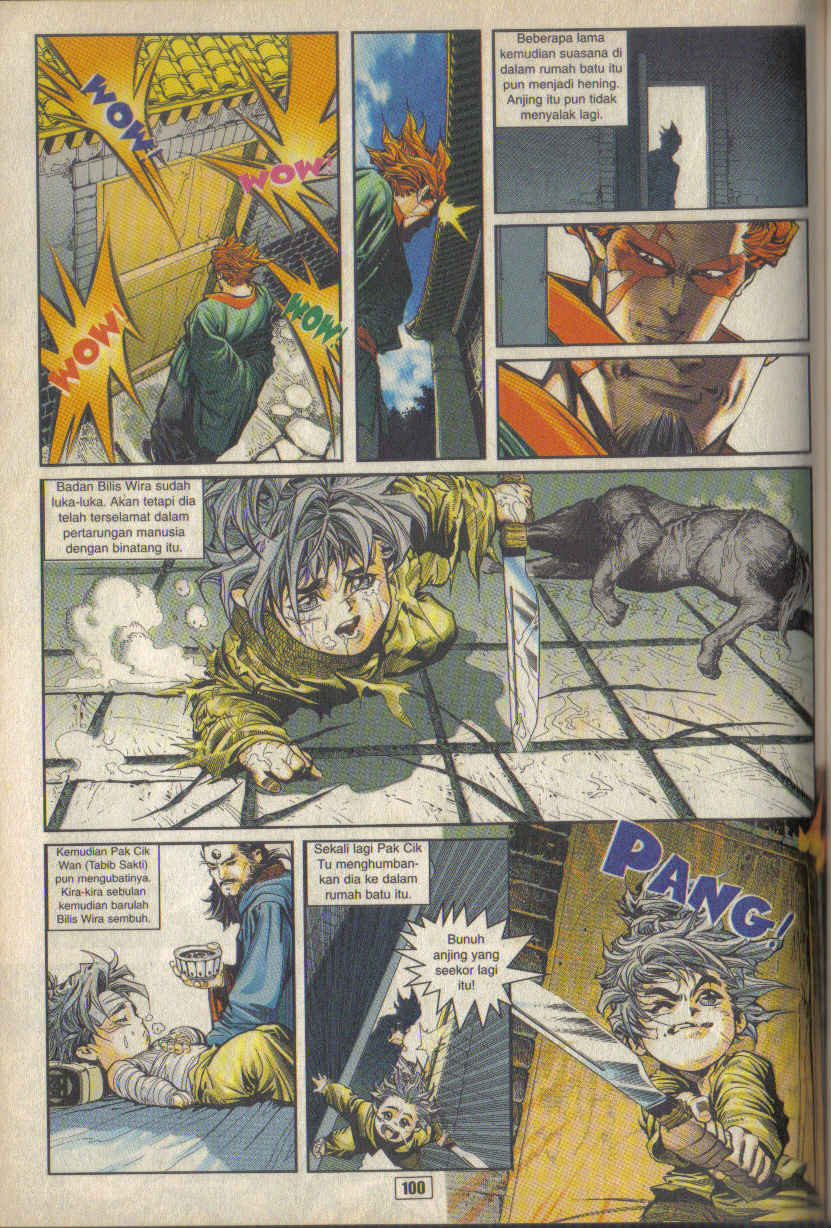 WOW!
WOW!
WOW!
WOW!
Beberapa lama
kemudian suasana di
dalam rumah batu itu
pun menjadi hening.
Anjing itu pun tidak
menyalak lagi.
Badan Bilis Wira sudah
luka-luka. Akan tetapi dia
telah terselamat dalam
pertarungan manusia
dengan binatang itu.
Kemudian Pak Cik
Wan (Tabib Sakti)
pun mengubatinya.
Kira-kira sebulan
kemudian barulah
Bilis Wira sembuh.
Sekali lagi Pak Cik
Tu menghumban-
kan dia ke dalam
rumah batu itu.
Bunuh
anjing yang
seekor lagi
itu!
PANG!
100